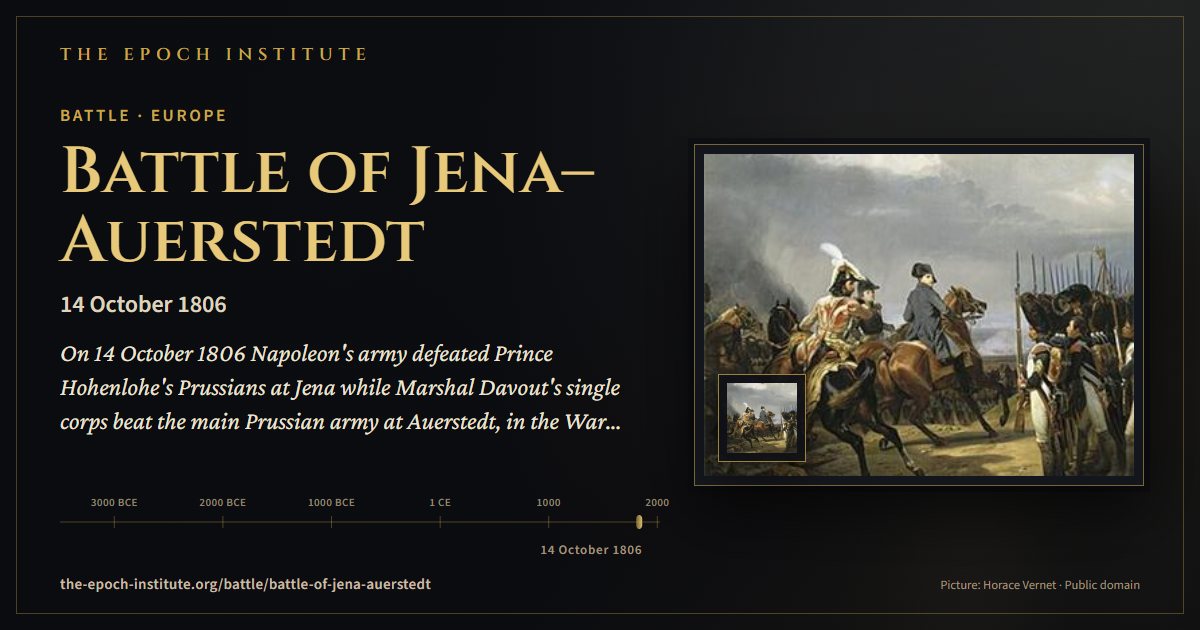 THE EPOCH INSTITUTE
BATTLE · EUROPE
BATTLE OF JENA–
AUERSTEDT
14 October 1806
On 14 October 1806 Napoleon's army defeated Prince
Hohenlohe's Prussians at Jena while Marshal Davout's single
corps beat the main Prussian army at Auerstedt, in the War...
3000 BCE 2000 BCE 1000 BCE 1 CE 1000 2000
14 October 1806
the-epoch-institute.org/battle/battle-of-jena-auerstedt
Picture: Horace Vernet · Public domain